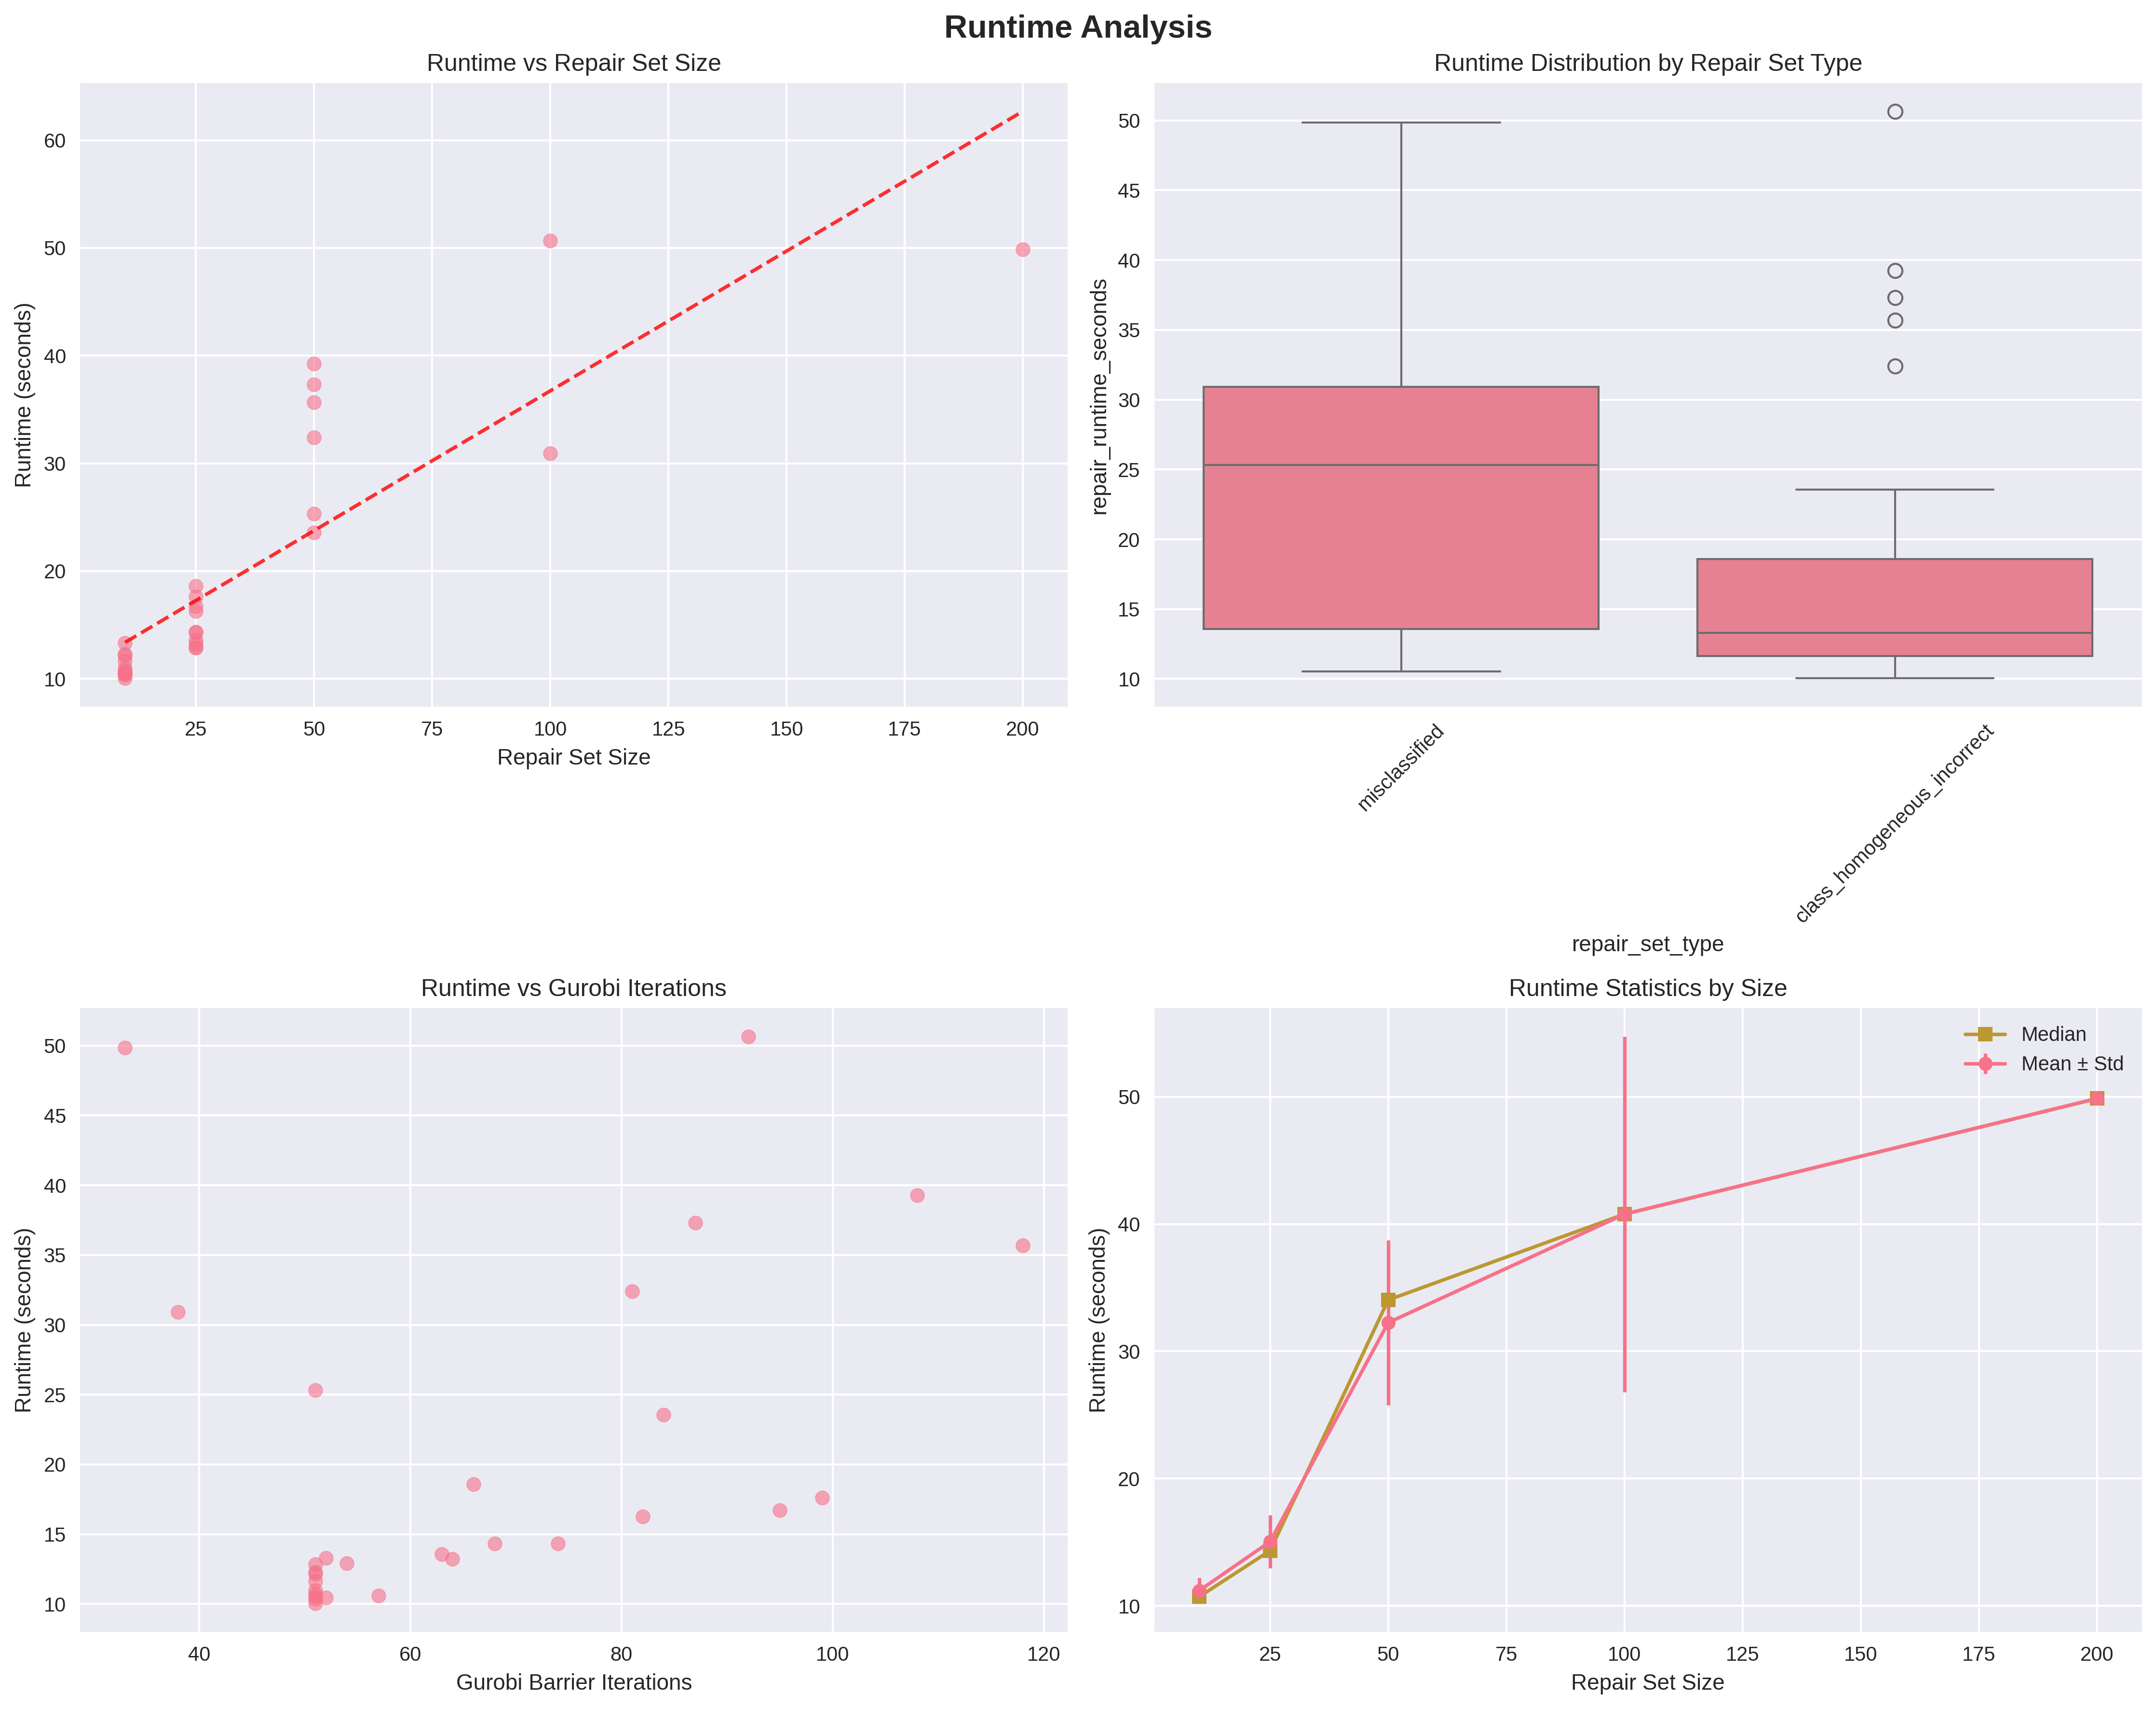 Runtime Analysis
Runtime vs Repair Set Size
60
50
40
30
20
10
Runtime (seconds)
25 50 75 100 125 150 175 200
Repair Set Size
Runtime Distribution by Repair Set Type
50
45
40
35
30
25
20
15
10
repair_runtime_seconds
misclassified
class_homogeneous_incorrect
repair_set_type
Runtime vs Gurobi Iterations
50
45
40
35
30
25
20
15
10
Runtime (seconds)
40 60 80 100 120
Gurobi Barrier Iterations
Runtime Statistics by Size
Median
Mean ± Std
50
40
30
20
10
Runtime (seconds)
25 50 75 100 125 150 175 200
Repair Set Size